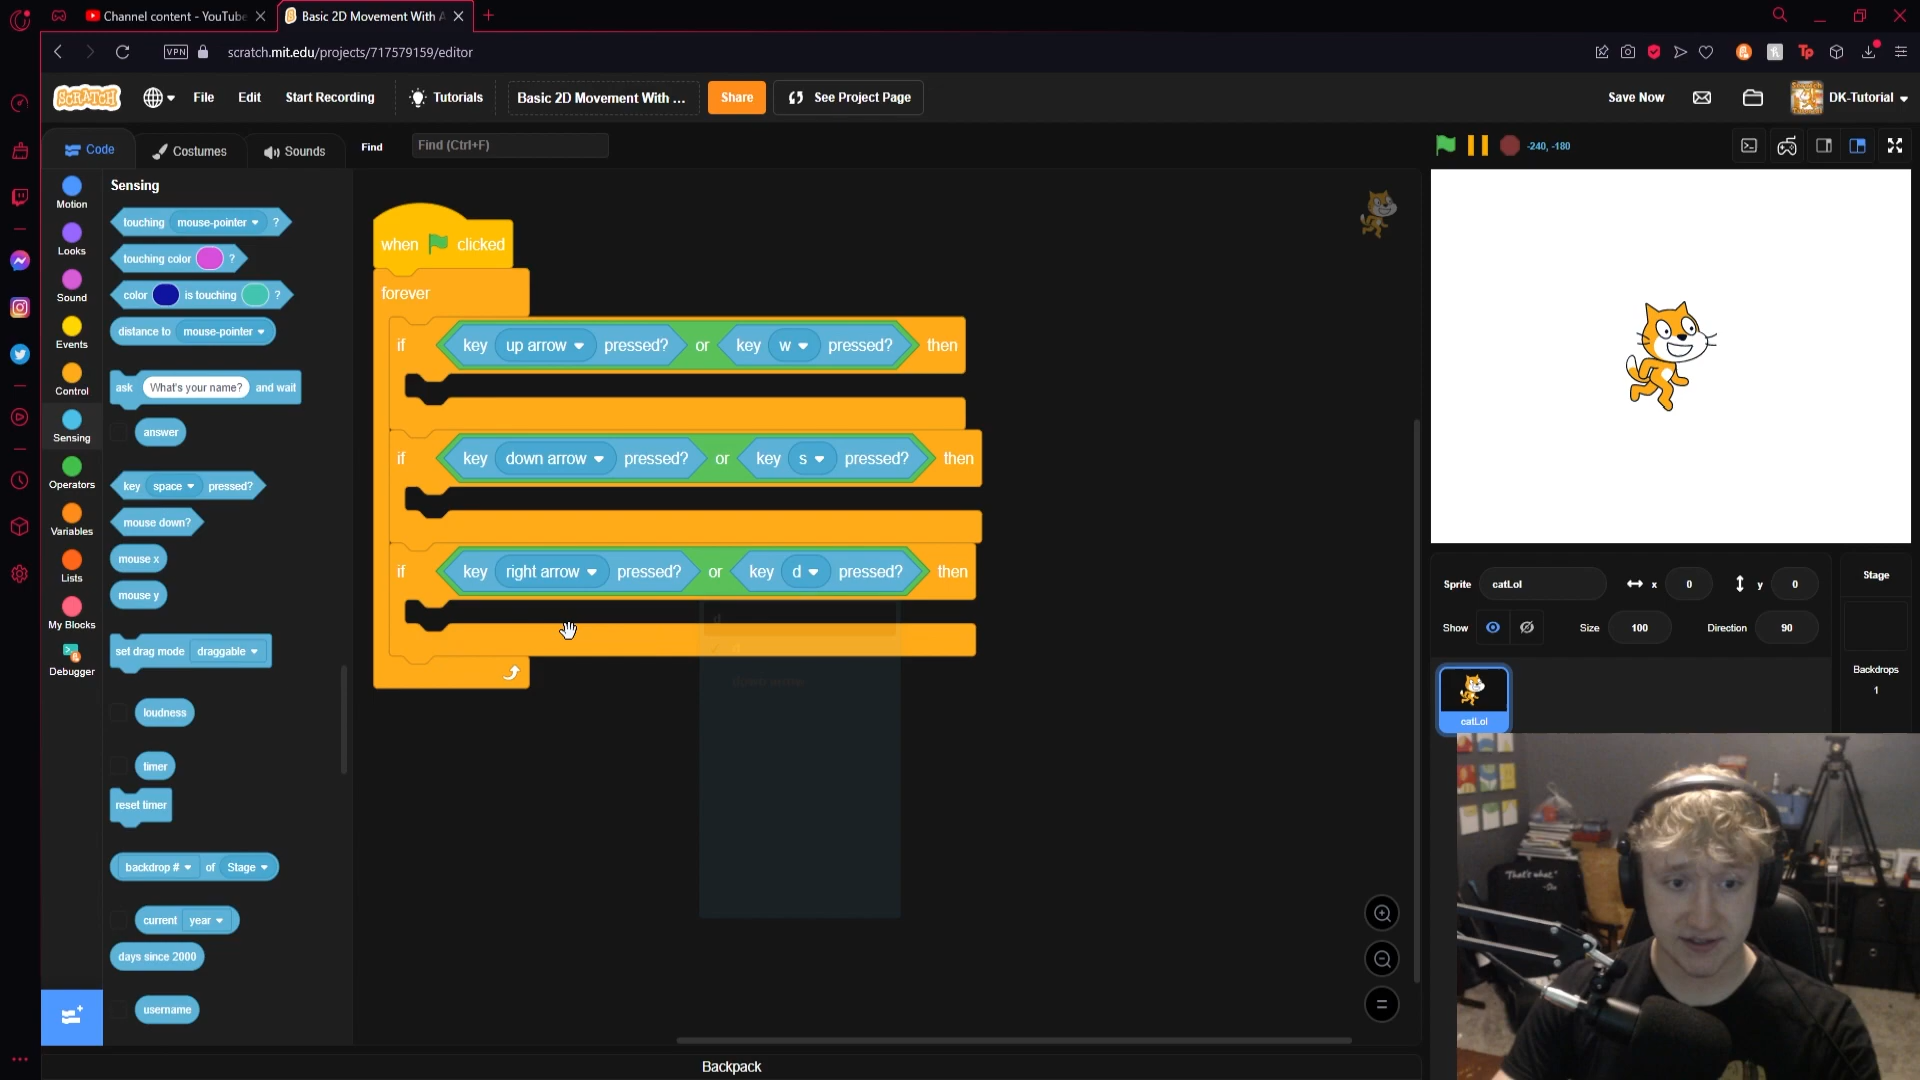 Channel content - YouTube
Basic 2D Movement With A
VPN
scratch.mit.edu/projects/717579159/editor
SCRATCH
File
Edit
Start Recording
Tutorials
Basic 2D Movement With ...
Share
See Project Page
Save Now
DK-Tutorial
Code
Costumes
Sounds
Find
Find (Ctrl+F)
-240, -180
Motion
Looks
Sound
Events
Control
Sensing
Operators
Variables
Lists
My Blocks
Debugger
Sensing
touching mouse-pointer ?
touching color ?
color is touching ?
distance to mouse-pointer
ask What's your name? and wait
answer
key space pressed?
mouse down?
mouse x
mouse y
set drag mode draggable
loudness
timer
reset timer
backdrop # of Stage
current year
days since 2000
username
when clicked
forever
if key up arrow pressed? or key w pressed? then
if key down arrow pressed? or key s pressed? then
if key right arrow pressed? or key d pressed? then
d
d
Sprite catLol x 0 y 0
Show Size 100 Direction 90
catLol
Stage
Backdrops
1
"That's what."
Backpack